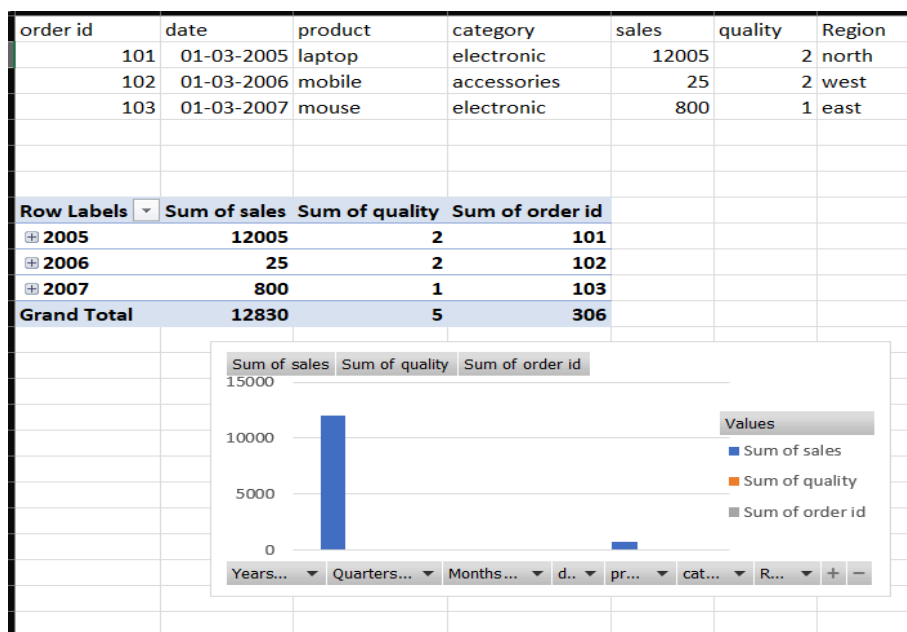 order id date product category sales quality Region
101 01-03-2005 laptop electronic 12005 2 north
102 01-03-2006 mobile accessories 25 2 west
103 01-03-2007 mouse electronic 800 1 east
Row Labels Sum of sales Sum of quality Sum of order id
2005 12005 2 101
2006 25 2 102
2007 800 1 103
Grand Total 12830 5 306
Sum of sales Sum of quality Sum of order id
15000
10000
5000
0
Values
Sum of sales
Sum of quality
Sum of order id
Years... Quarters... Months... d.. pr... cat... R... + −